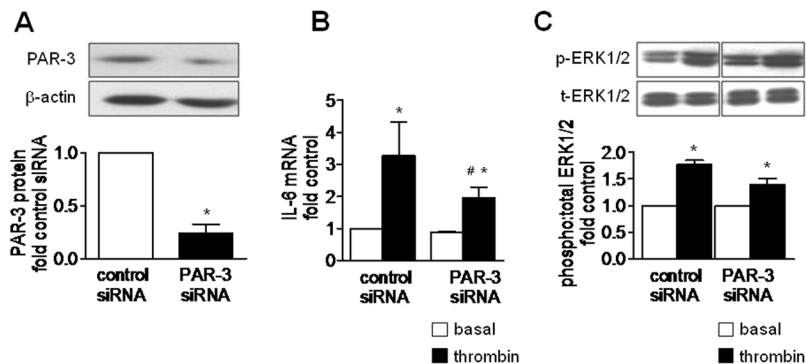 A
PAR-3
β-actin
PAR-3 protein
fold control siRNA
1.0
0.5
0.0
control
siRNA
PAR-3
siRNA
*
B
IL-6 mRNA
fold control
5
4
3
2
1
0
*
# *
control
siRNA
PAR-3
siRNA
basal
thrombin
C
p-ERK1/2
t-ERK1/2
phospho:total ERK1/2
fold control
2.0
1.5
1.0
0.5
0.0
*
*
control
siRNA
PAR-3
siRNA
basal
thrombin